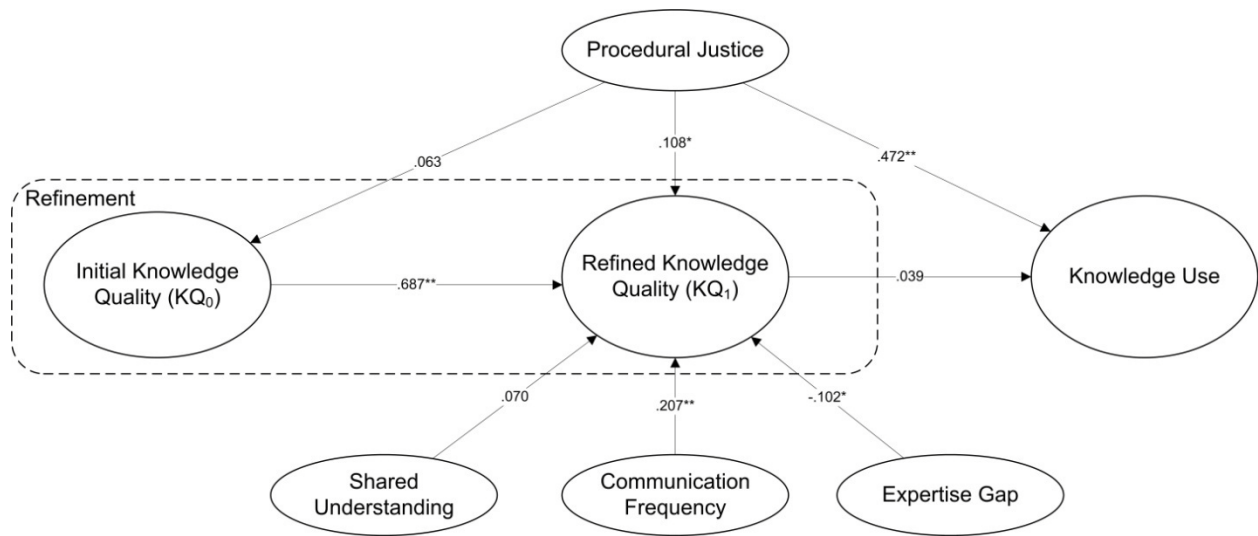 Procedural Justice
.108*
.063
.472**
Refinement
Initial Knowledge
Quality (KQ₀)
.687**
Refined Knowledge
Quality (KQ₁)
.039
Knowledge Use
.070
.207**
-.102*
Shared
Understanding
Communication
Frequency
Expertise Gap